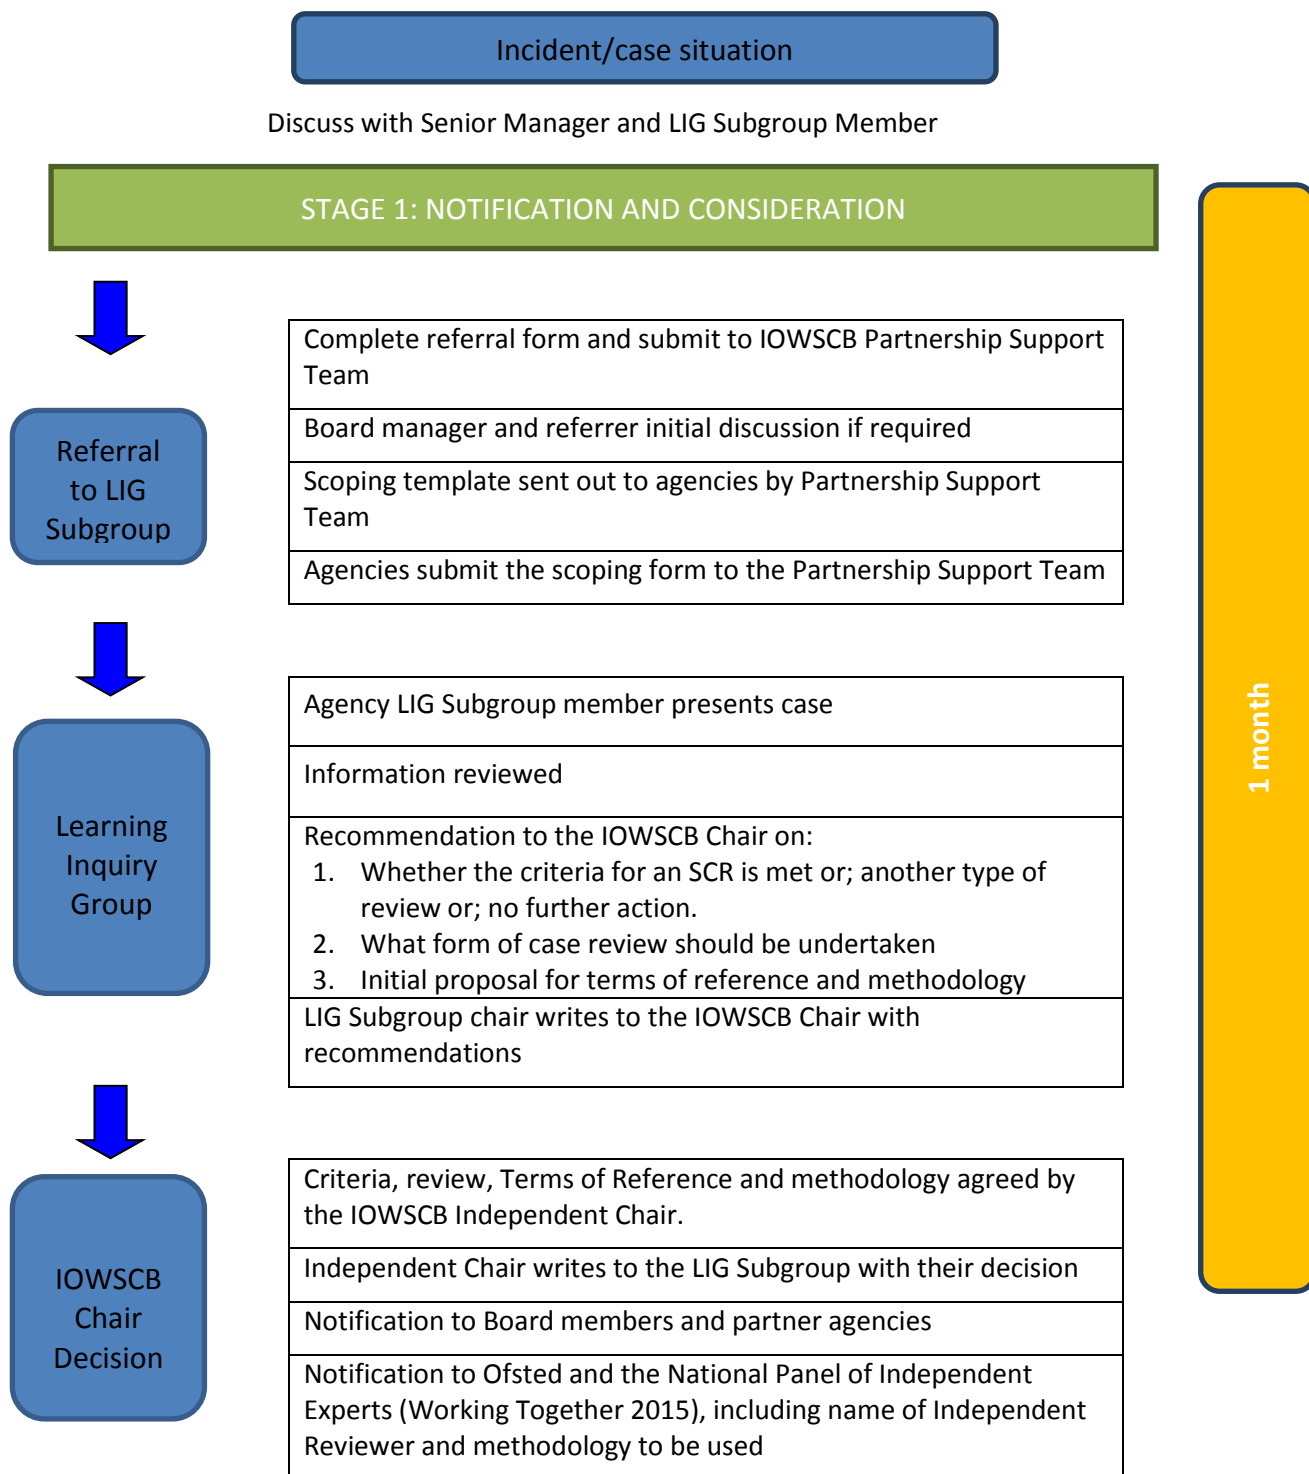 Incident/case situation
Discuss with Senior Manager and LIG Subgroup Member
STAGE 1: NOTIFICATION AND CONSIDERATION
Referral
to LIG
Subgroup
Complete referral form and submit to IOWSCB Partnership Support
Team
Board manager and referrer initial discussion if required
Scoping template sent out to agencies by Partnership Support
Team
Agencies submit the scoping form to the Partnership Support Team
Learning
Inquiry
Group
Agency LIG Subgroup member presents case
Information reviewed
Recommendation to the IOWSCB Chair on:
1. Whether the criteria for an SCR is met or; another type of
review or; no further action.
2. What form of case review should be undertaken
3. Initial proposal for terms of reference and methodology
LIG Subgroup chair writes to the IOWSCB Chair with
recommendations
IOWSCB
Chair
Decision
Criteria, review, Terms of Reference and methodology agreed by
the IOWSCB Independent Chair.
Independent Chair writes to the LIG Subgroup with their decision
Notification to Board members and partner agencies
Notification to Ofsted and the National Panel of Independent
Experts (Working Together 2015), including name of Independent
Reviewer and methodology to be used
1 month